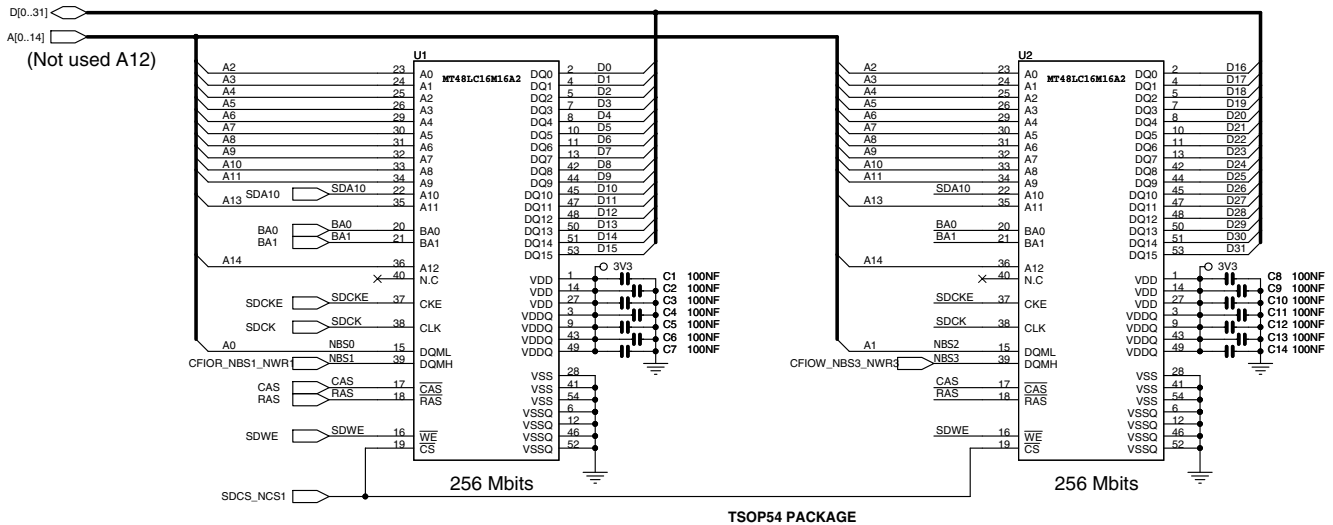 D[0..31]
A[0..14]
(Not used A12)
U1
MT48LC16M16A2
A2 23 A0 DQ0 2 D0
A3 24 A1 DQ1 4 D1
A4 25 A2 DQ2 5 D2
A5 26 A3 DQ3 7 D3
A6 29 A4 DQ4 8 D4
A7 30 A5 DQ5 10 D5
A8 31 A6 DQ6 11 D6
A9 32 A7 DQ7 13 D7
A10 33 A8 DQ8 42 D8
A11 34 A9 DQ9 44 D9
SDA10 SDA10 22 A10 DQ10 45 D10
A13 35 A11 DQ11 47 D11
DQ12 48 D12
BA0 BA0 20 BA0 DQ13 50 D13
BA1 BA1 21 BA1 DQ14 51 D14
DQ15 53 D15
A14 36 A12 3V3
40 N.C VDD 1 C1 100NF
VDD 14 C2 100NF
SDCKE SDCKE 37 CKE VDD 27 C3 100NF
VDDQ 3 C4 100NF
SDCK SDCK 38 CLK VDDQ 9 C5 100NF
VDDQ 43 C6 100NF
A0 NBS0 15 DQML VDDQ 49 C7 100NF
CFIOR_NBS1_NWR1 NBS1 39 DQMH
VSS 28
CAS CAS 17 CAS VSS 41
RAS RAS 18 RAS VSS 54
VSSQ 6
VSSQ 12
SDWE SDWE 16 WE VSSQ 46
19 CS VSSQ 52
256 Mbits
SDCS_NCS1
U2
MT48LC16M16A2
A2 23 A0 DQ0 2 D16
A3 24 A1 DQ1 4 D17
A4 25 A2 DQ2 5 D18
A5 26 A3 DQ3 7 D19
A6 29 A4 DQ4 8 D20
A7 30 A5 DQ5 10 D21
A8 31 A6 DQ6 11 D22
A9 32 A7 DQ7 13 D23
A10 33 A8 DQ8 42 D24
A11 34 A9 DQ9 44 D25
SDA10 22 A10 DQ10 45 D26
A13 35 A11 DQ11 47 D27
DQ12 48 D28
BA0 20 BA0 DQ13 50 D29
BA1 21 BA1 DQ14 51 D30
DQ15 53 D31
A14 36 A12 3V3
40 N.C VDD 1 C8 100NF
VDD 14 C9 100NF
SDCKE 37 CKE VDD 27 C10 100NF
VDDQ 3 C11 100NF
SDCK 38 CLK VDDQ 9 C12 100NF
VDDQ 43 C13 100NF
A1 NBS2 15 DQML VDDQ 49 C14 100NF
CFIOW_NBS3_NWR3 NBS3 39 DQMH
VSS 28
CAS 17 CAS VSS 41
RAS 18 RAS VSS 54
VSSQ 6
VSSQ 12
SDWE 16 WE VSSQ 46
19 CS VSSQ 52
256 Mbits
TSOP54 PACKAGE